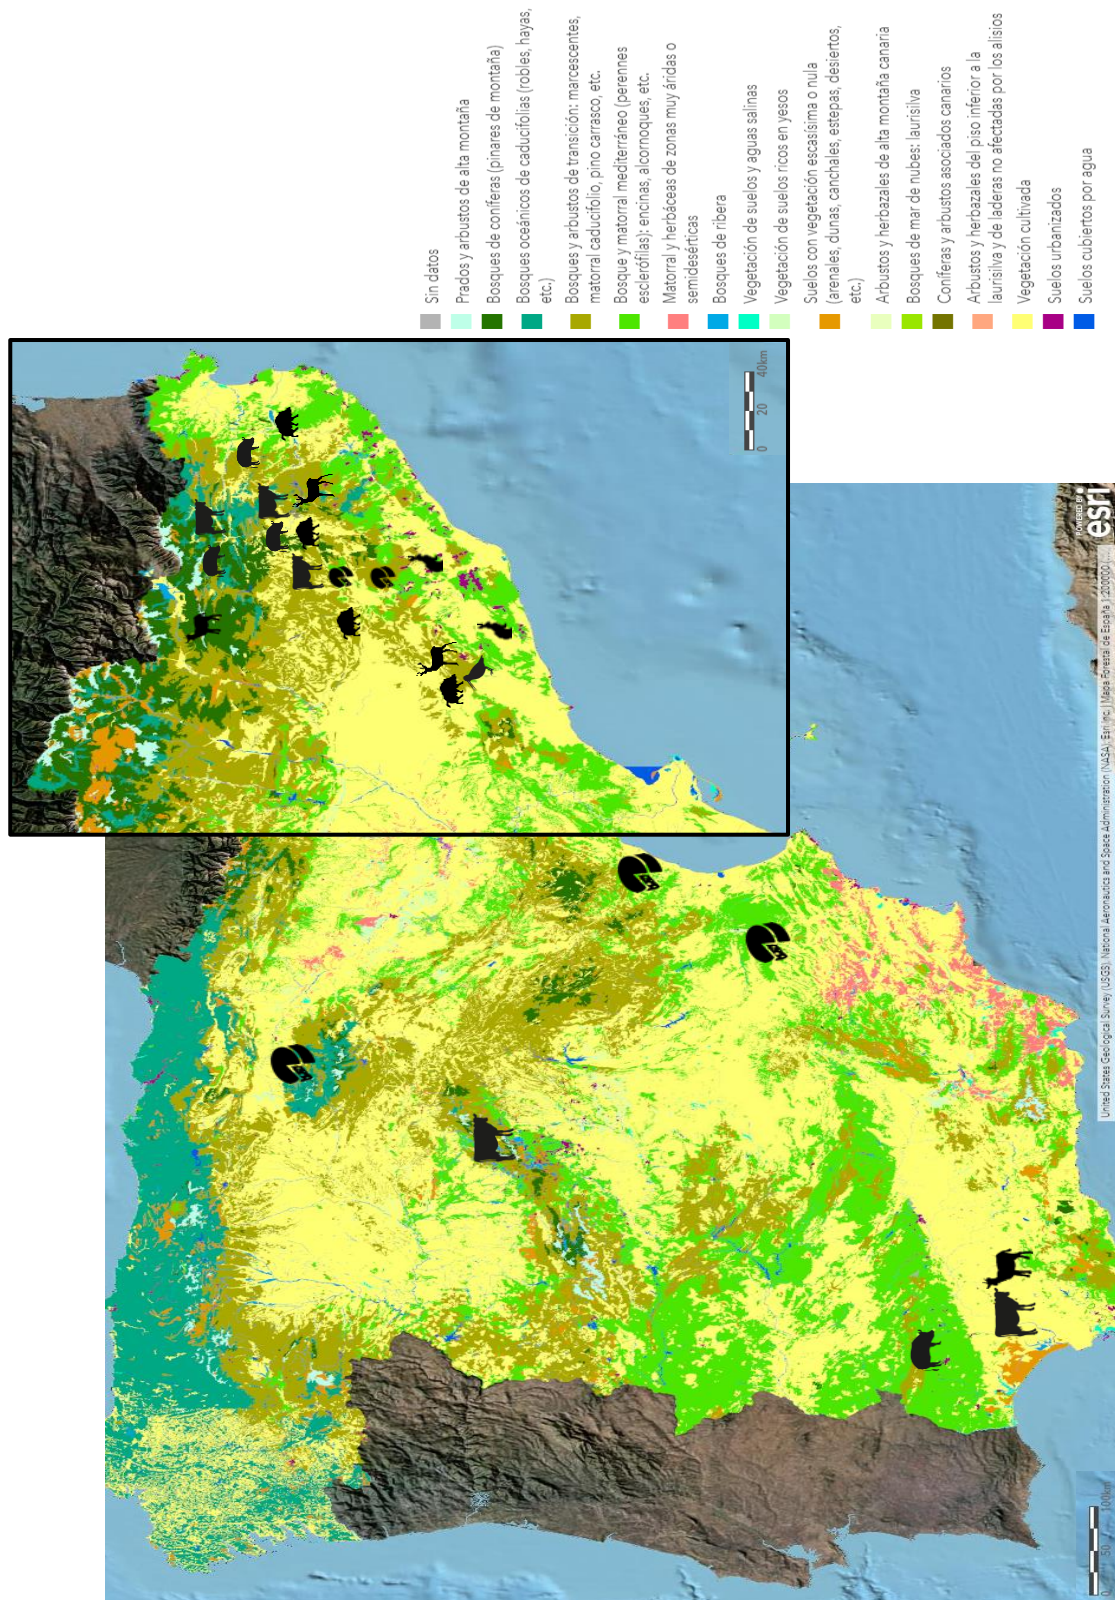 Sin datos
Prados y arbustos de alta montaña
Bosques de coníferas (pinares de montaña)
Bosques oceánicos de caducifolias (robles, hayas,
etc.)
Bosques y arbustos de transición: marcescentes,
matorral caducifolio, pino carrasco, etc.
Bosque y matorral mediterráneo (perennes
esclerófilas): encinas, alcornoques, etc.
Matorral y herbáceas de zonas muy áridas o
semidesérticas
Bosques de ribera
Vegetación de suelos y aguas salinas
Vegetación de suelos ricos en yesos
Suelos con vegetación escasísima o nula
(arenales, dunas, canchales, estepas, desiertos,
etc.)
Arbustos y herbazales de alta montaña canaria
Bosques de mar de nubes: laurisilva
Coníferas y arbustos asociados canarios
Arbustos y herbazales del piso inferior a la
laurisilva y de laderas no afectadas por los alisios
Vegetación cultivada
Suelos urbanizados
Suelos cubiertos por agua
0 20 40km
0 50 100km
POWERED BY
esri
United States Geological Survey (USGS), National Aeronautics and Space Administration (NASA), Esri Inc. | Mapa Forestal de España 1:200000